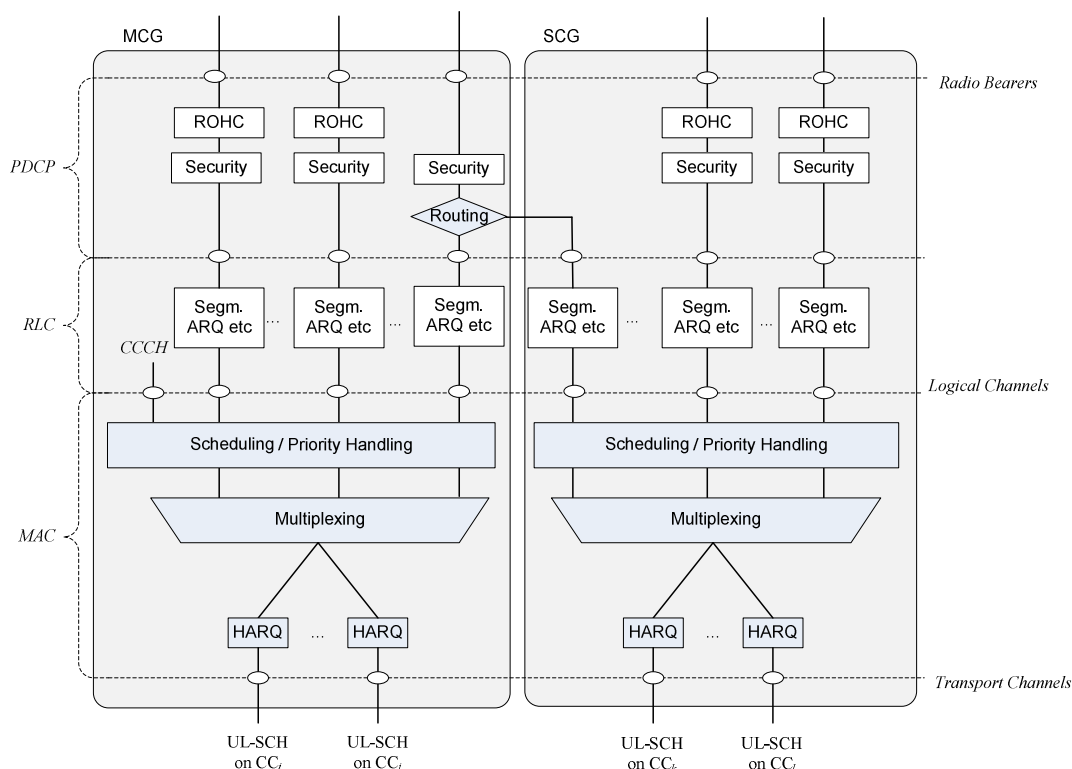 MCG
SCG
Radio Bearers
ROHC
ROHC
ROHC
ROHC
PDCP
Security
Security
Security
Security
Security
Routing
RLC
Segm.
ARQ etc
...
Segm.
ARQ etc
...
Segm.
ARQ etc
Segm.
ARQ etc
...
Segm.
ARQ etc
...
Segm.
ARQ etc
CCCH
Logical Channels
Scheduling / Priority Handling
Scheduling / Priority Handling
MAC
Multiplexing
Multiplexing
HARQ
...
HARQ
HARQ
...
HARQ
Transport Channels
UL-SCH
on CCi
UL-SCH
on CCj
UL-SCH
on CCk
UL-SCH
on CC